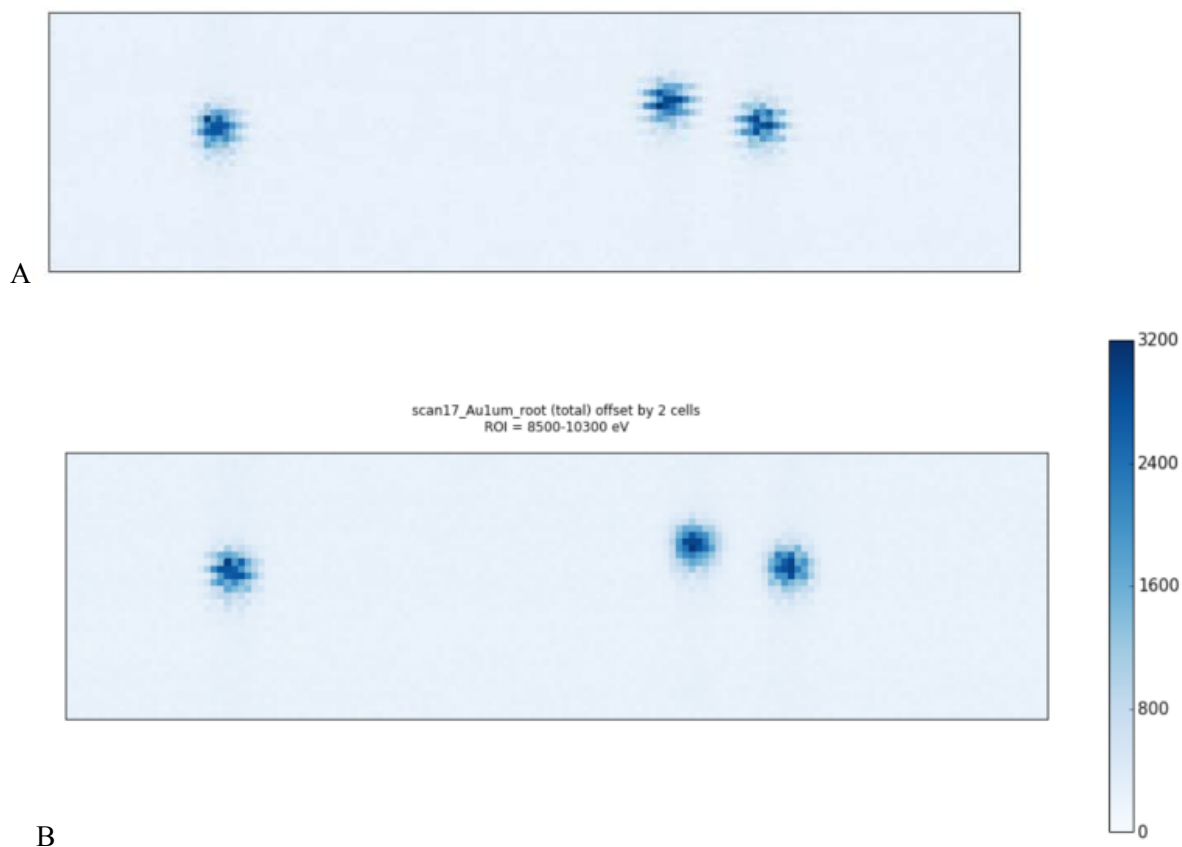 A
scan17_Au1um_root (total) offset by 2 cells
ROI = 8500-10300 eV
3200
2400
1600
800
0
B